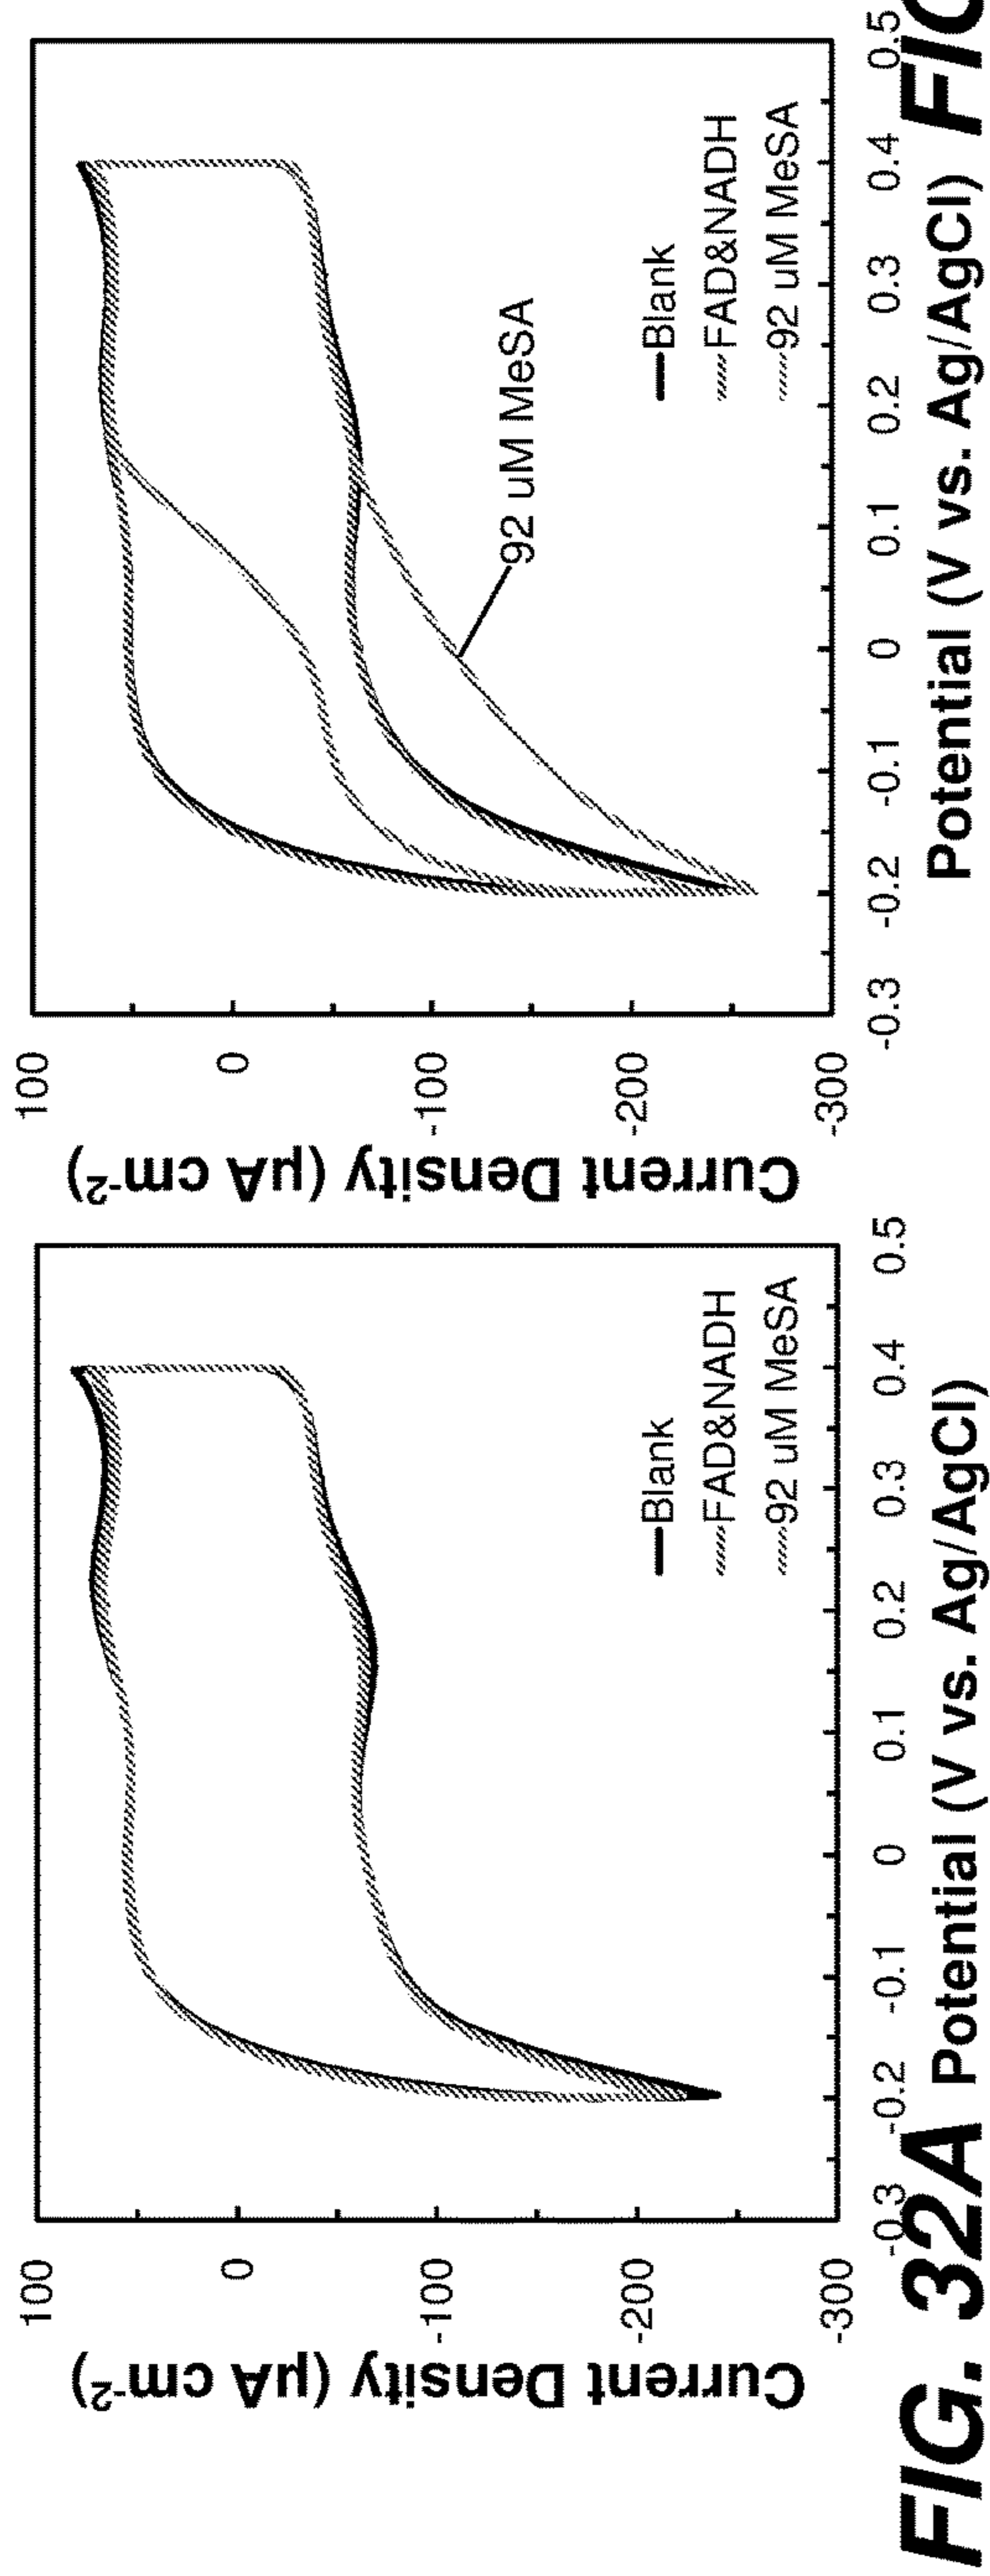 Current Density (µA cm-2)
100
0
-100
-200
-300
Blank
FAD&NADH
92 uM MeSA
-0.3
-0.2
-0.1
0
0.1
0.2
0.3
0.4
0.5
Potential (V vs. Ag/AgCl)
FIG. 32A
Current Density (µA cm-2)
100
0
-100
-200
-300
92 uM MeSA
Blank
FAD&NADH
92 uM MeSA
-0.3
-0.2
-0.1
0
0.1
0.2
0.3
0.4
0.5
Potential (V vs. Ag/AgCl)